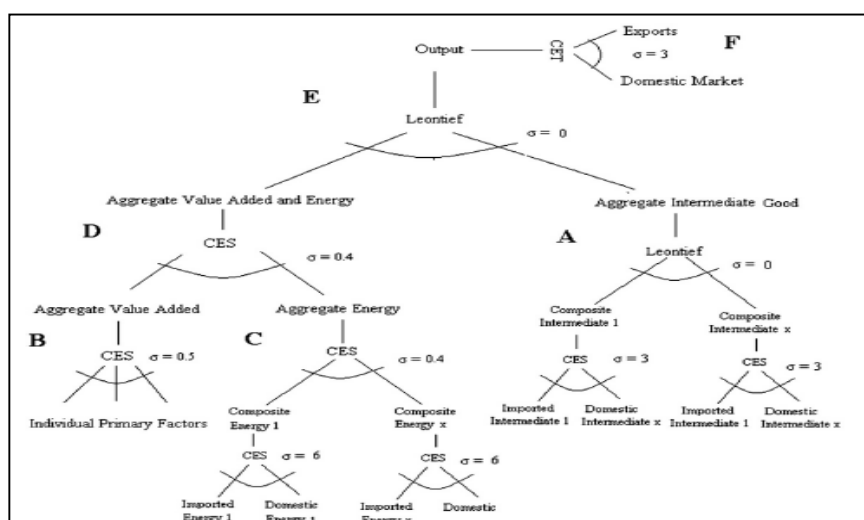 Exports
F
Output
CET
σ = 3
Domestic Market
E
Leontief
σ = 0
Aggregate Value Added and Energy
Aggregate Intermediate Good
D
CES
σ = 0.4
A
Leontief
σ = 0
Aggregate Value Added
Aggregate Energy
Composite
Intermediate 1
Composite
Intermediate x
B
CES
σ = 0.5
C
CES
σ = 0.4
CES
σ = 3
CES
σ = 3
Individual Primary Factors
Composite
Energy 1
Composite
Energy x
Imported
Intermediate 1
Domestic
Intermediate x
Imported
Intermediate 1
Domestic
Intermediate x
CES
σ = 6
CES
σ = 6
Imported
Energy 1
Domestic
Energy 1
Imported
Energy x
Domestic